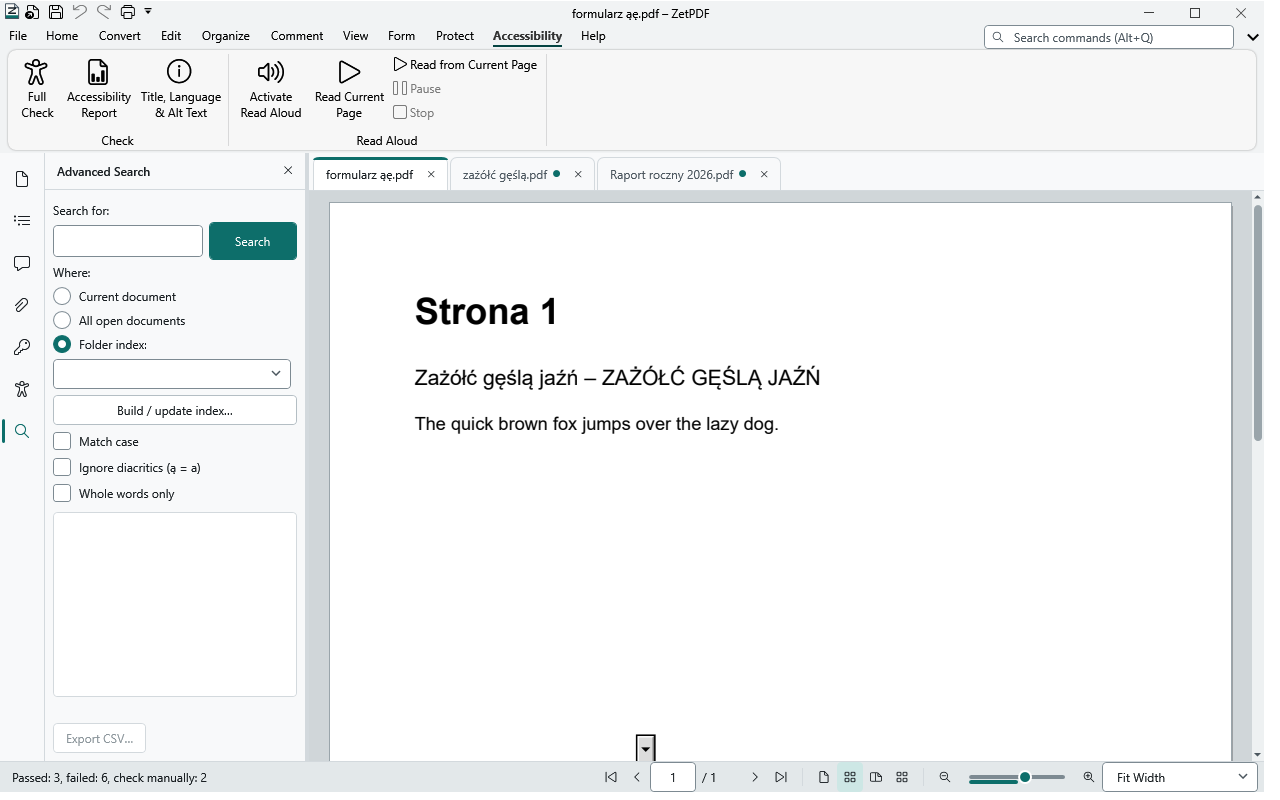 formularz ąę.pdf – ZetPDF
File Home Convert Edit Organize Comment View Form Protect Accessibility Help
Search commands (Alt+Q)
Full Check
Accessibility Report
Title, Language & Alt Text
Check
Activate Read Aloud
Read Current Page
Read from Current Page
Pause
Stop
Read Aloud
Advanced Search
formularz ąę.pdf
zażółć gęślą.pdf
Raport roczny 2026.pdf
Search for:
Search
Where:
Current document
All open documents
Folder index:
Build / update index...
Match case
Ignore diacritics (ą = a)
Whole words only
Export CSV...
Strona 1
Zażółć gęślą jaźń – ZAŻÓŁĆ GĘŚLĄ JAŹŃ
The quick brown fox jumps over the lazy dog.
Passed: 3, failed: 6, check manually: 2
1 / 1
Fit Width